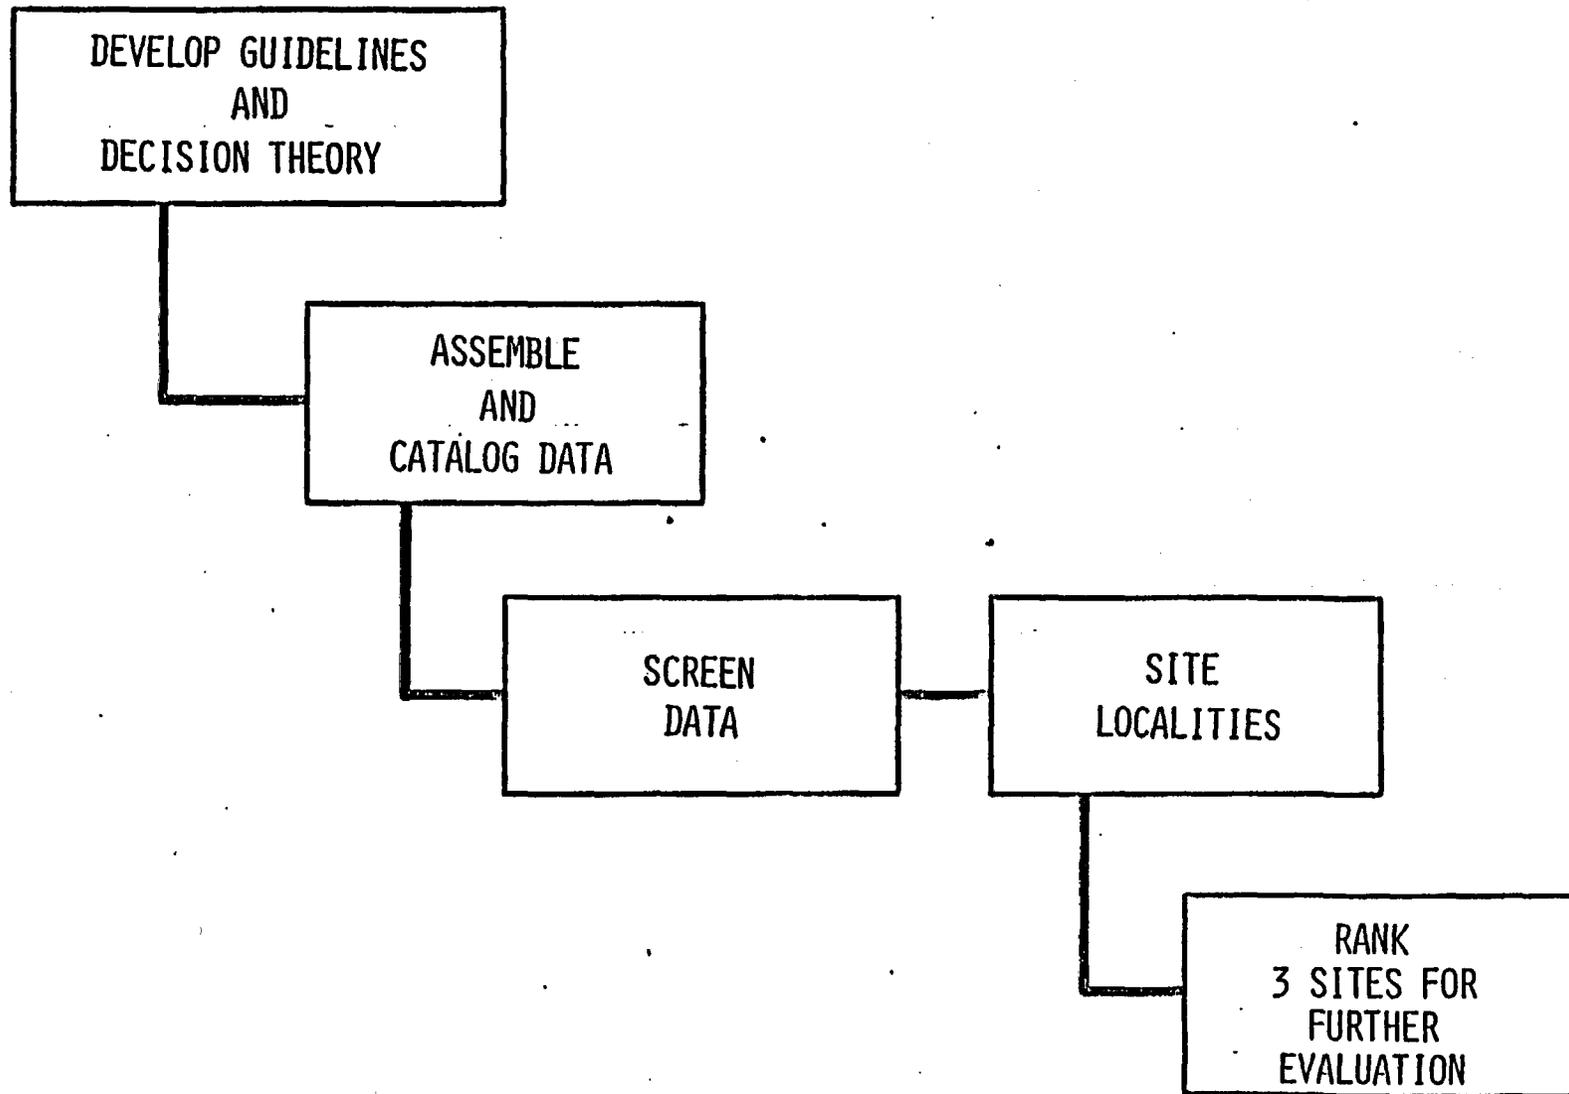 DEVELOP GUIDELINES
AND
DECISION THEORY
ASSEMBLE
AND
CATALOG DATA
SCREEN
DATA
SITE
LOCALITIES
RANK
3 SITES FOR
FURTHER
EVALUATION